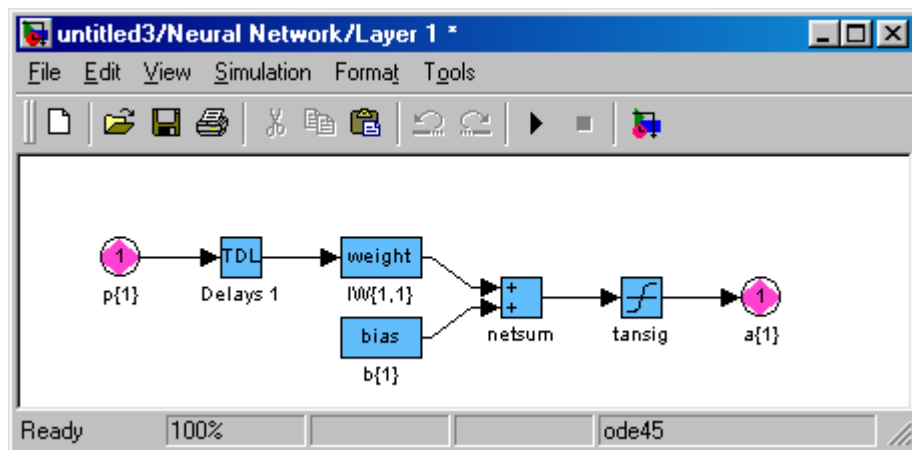 untitled3/Neural Network/Layer 1 *
File Edit View Simulation Format Tools
1 TDL weight
p{1} Delays 1 IW{1,1}
+
+
1
bias netsum tansig a{1}
b{1}
Ready 100% ode45